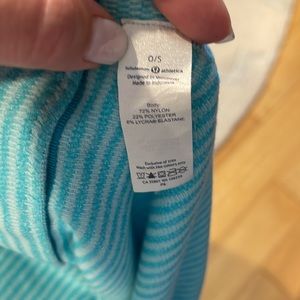 O/S
lululemon athletica
Designed in Vancouver
Made in Indonesia
Body:
72% NYLON
22% POLYESTER
6% LYCRA® ELASTANE
Exclusive of trim
Wash with like colours only